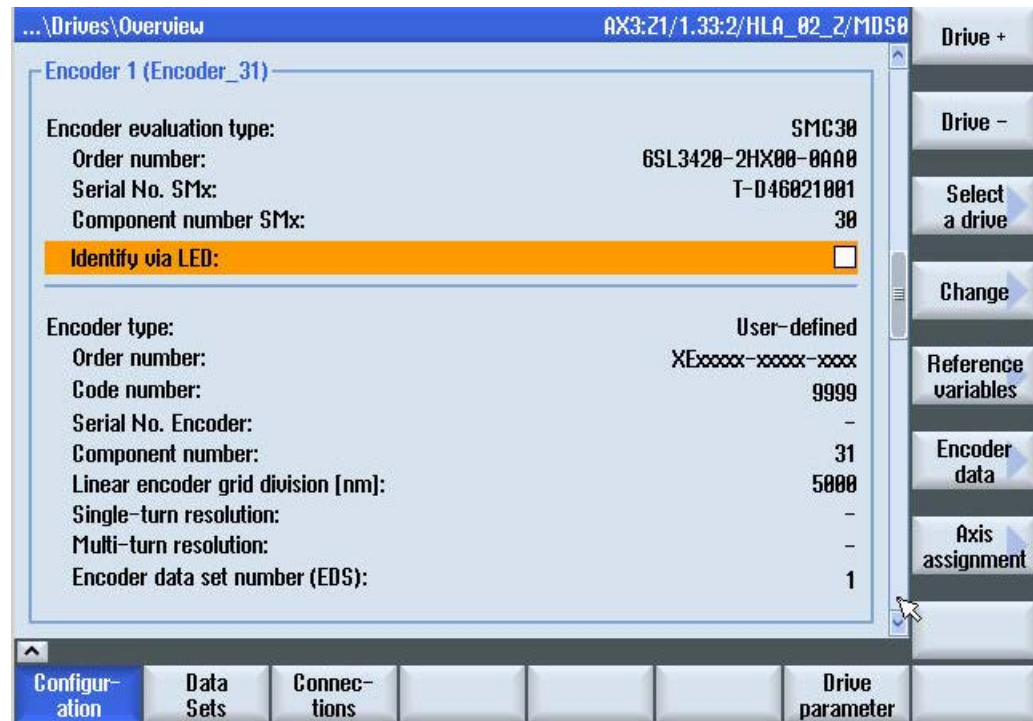 ...\Drives\Overview AX3:Z1/1.33:2/HLA_02_Z/MDS0
Encoder 1 (Encoder_31)
Encoder evaluation type: SMC30
Order number: 6SL3420-2HX00-0AA0
Serial No. SMx: T-D46021001
Component number SMx: 30
Identify via LED:
Encoder type: User-defined
Order number: XExxxxx-xxxxx-xxxx
Code number: 9999
Serial No. Encoder: -
Component number: 31
Linear encoder grid division [nm]: 5000
Single-turn resolution: -
Multi-turn resolution: -
Encoder data set number (EDS): 1
Drive +
Drive -
Select
a drive
Change
Reference
variables
Encoder
data
Axis
assignment
Configur-
ation
Data
Sets
Connec-
tions
Drive
parameter